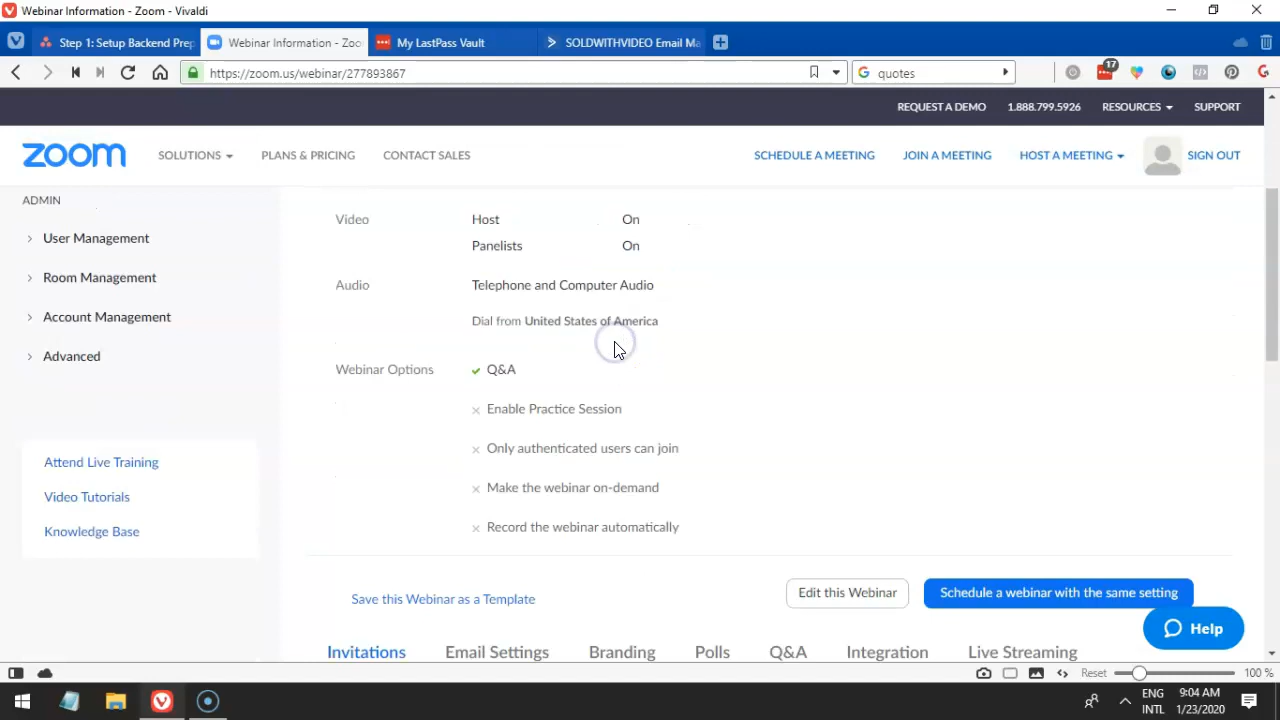 Webinar Information - Zoom - Vivaldi
Step 1: Setup Backend Prep
Webinar Information - Zoo
My LastPass Vault
SOLDWITHVIDEO Email Ma
https://zoom.us/webinar/277893867
quotes
17
REQUEST A DEMO 1.888.799.5926 RESOURCES SUPPORT
zoom
SOLUTIONS PLANS & PRICING CONTACT SALES SCHEDULE A MEETING JOIN A MEETING HOST A MEETING SIGN OUT
ADMIN
User Management
Room Management
Account Management
Advanced
Attend Live Training
Video Tutorials
Knowledge Base
Video Host On
Panelists On
Audio Telephone and Computer Audio
Dial from United States of America
Webinar Options Q&A
Enable Practice Session
Only authenticated users can join
Make the webinar on-demand
Record the webinar automatically
Save this Webinar as a Template Edit this Webinar Schedule a webinar with the same setting
Help
Invitations Email Settings Branding Polls Q&A Integration Live Streaming
Reset 100 %
ENG 9:04 AM
INTL 1/23/2020